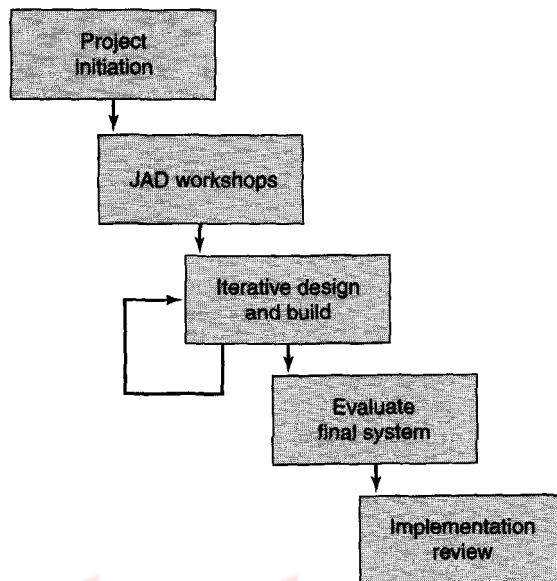 Project
initiation
JAD workshops
Iterative design
and build
Evaluate
final system
Implementation
review